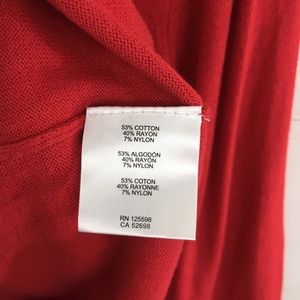 53% COTTON
40% RAYON
7% NYLON
53% ALGODÓN
40% RAYÓN
7% NYLON
53% COTON
40% RAYONNE
7% NYLON
RN 125598
CA 52698